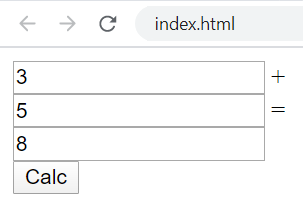 index.html
3 +
5 =
8
Calc